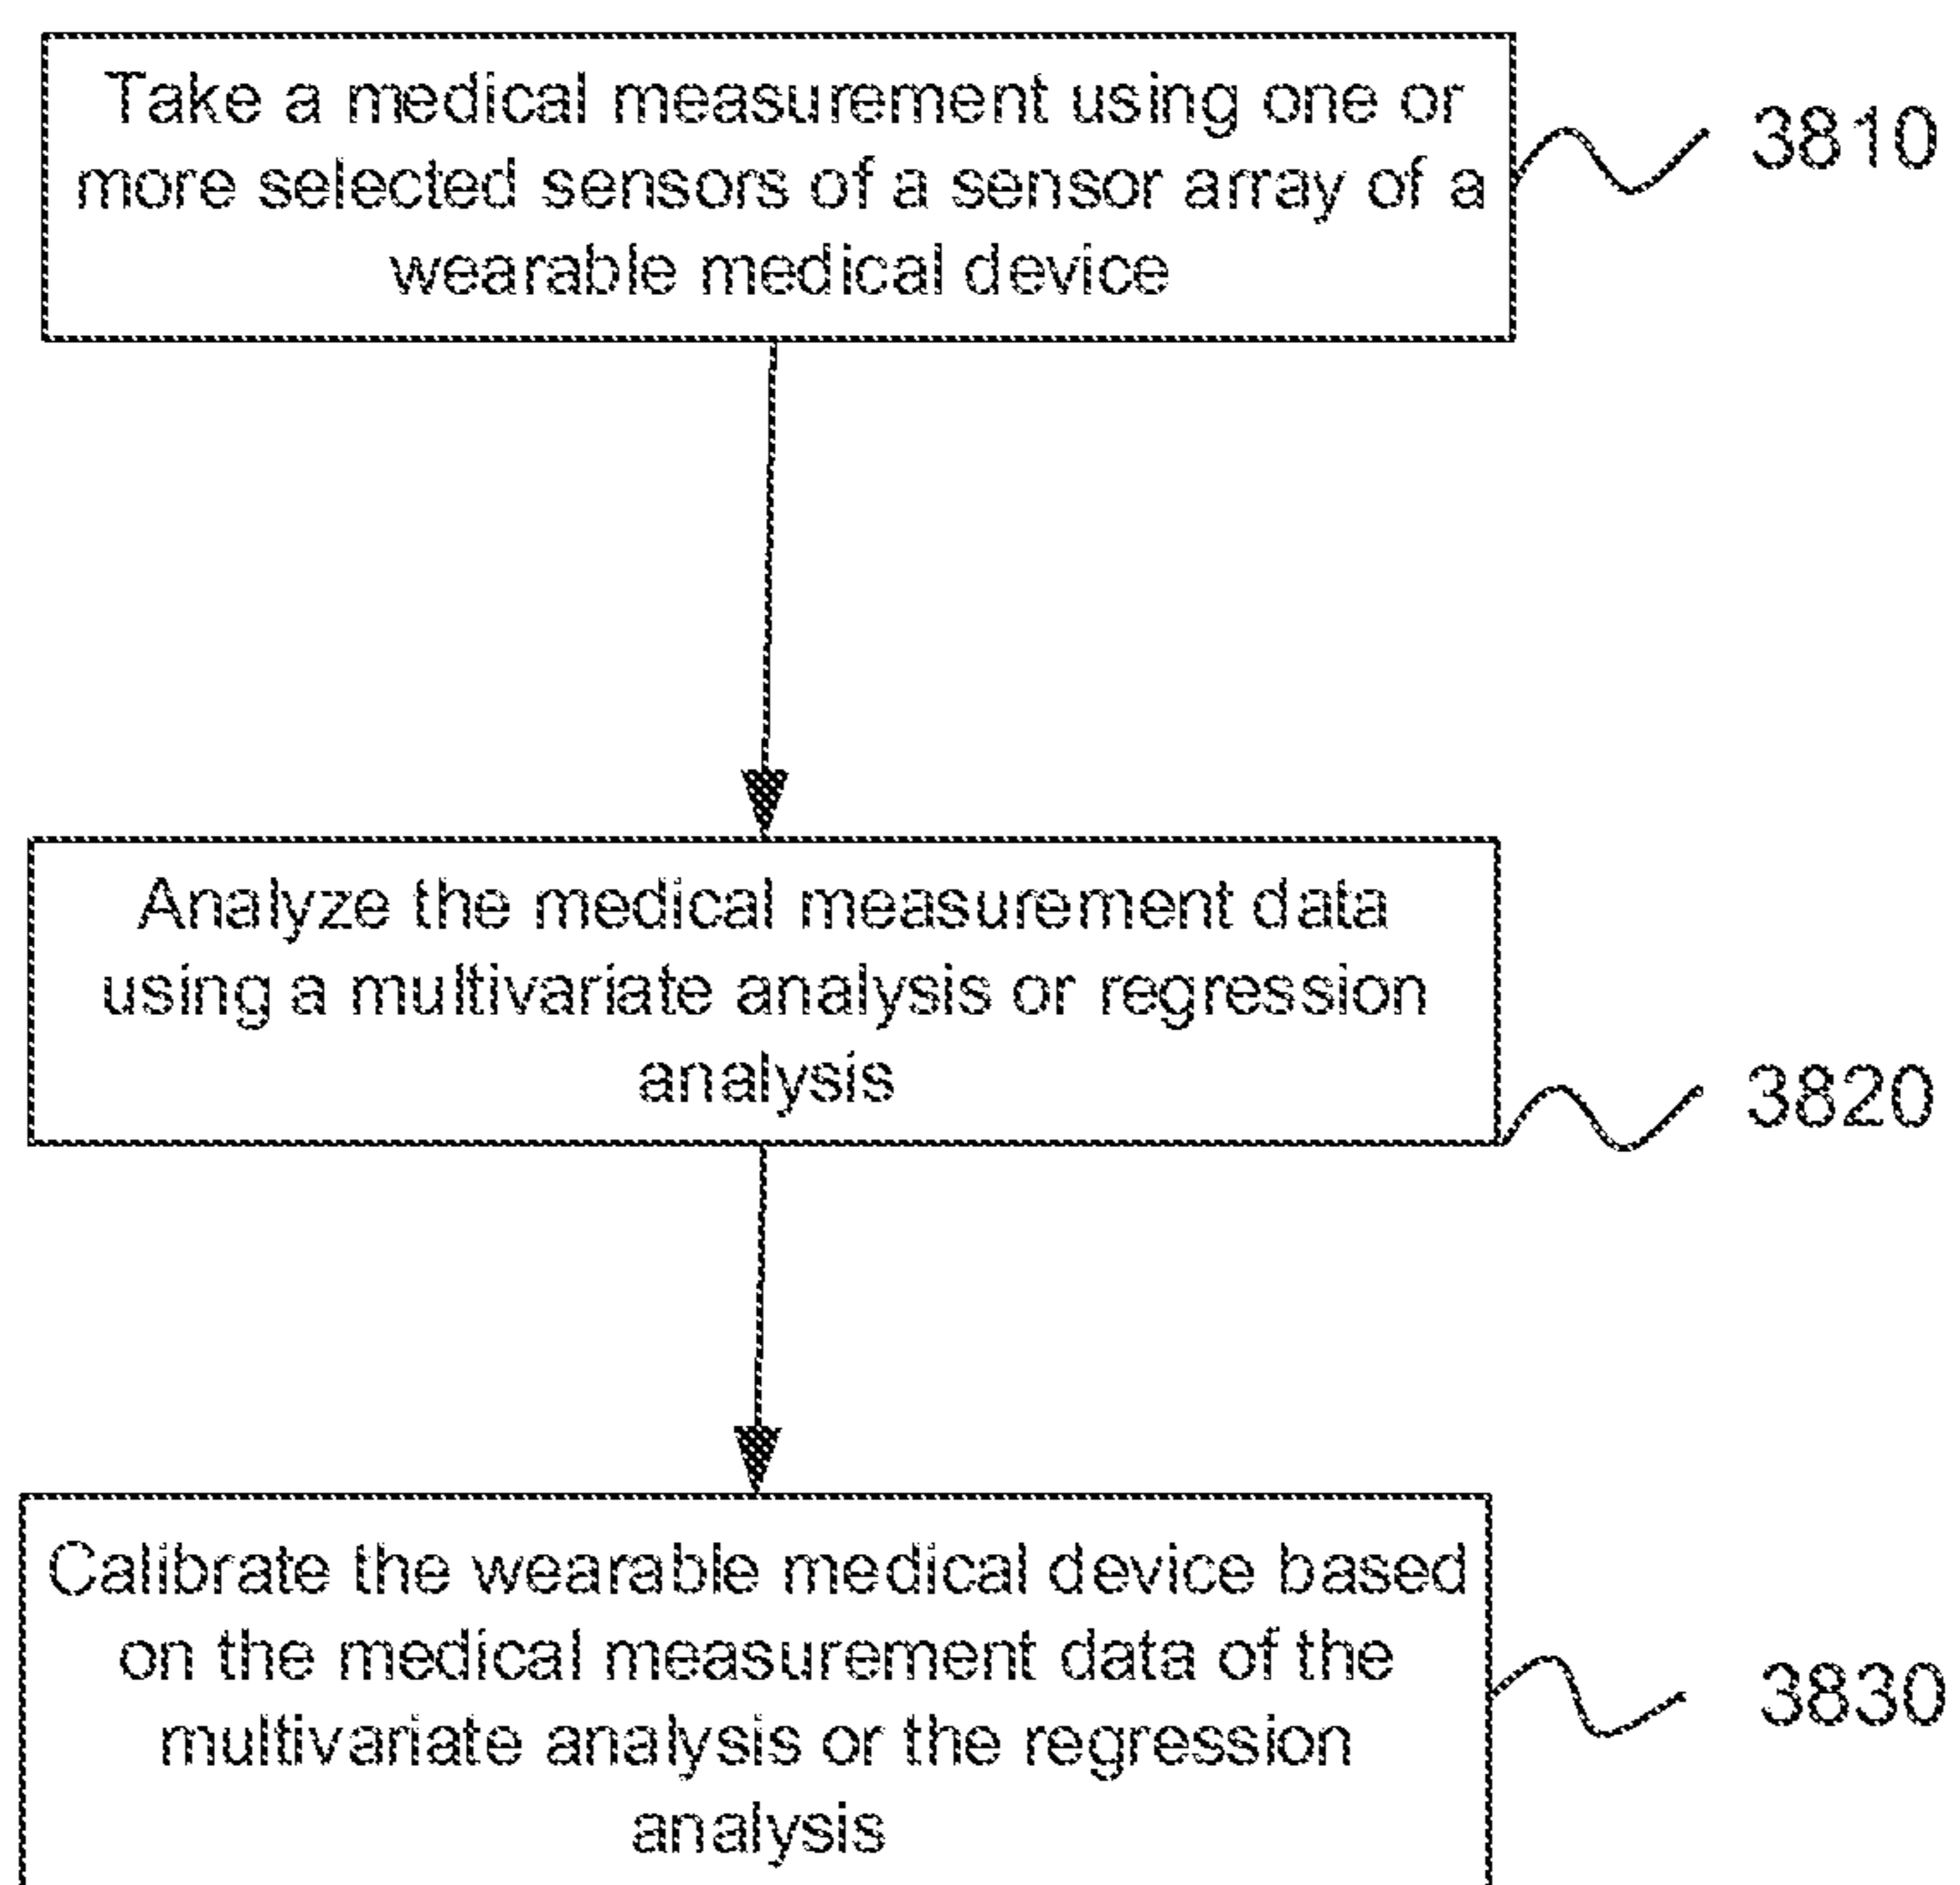 Take a medical measurement using one or
more selected sensors of a sensor array of a
wearable medical device
3810
Analyze the medical measurement data
using a multivariate analysis or regression
analysis
3820
Calibrate the wearable medical device based
on the medical measurement data of the
multivariate analysis or the regression
analysis
3830